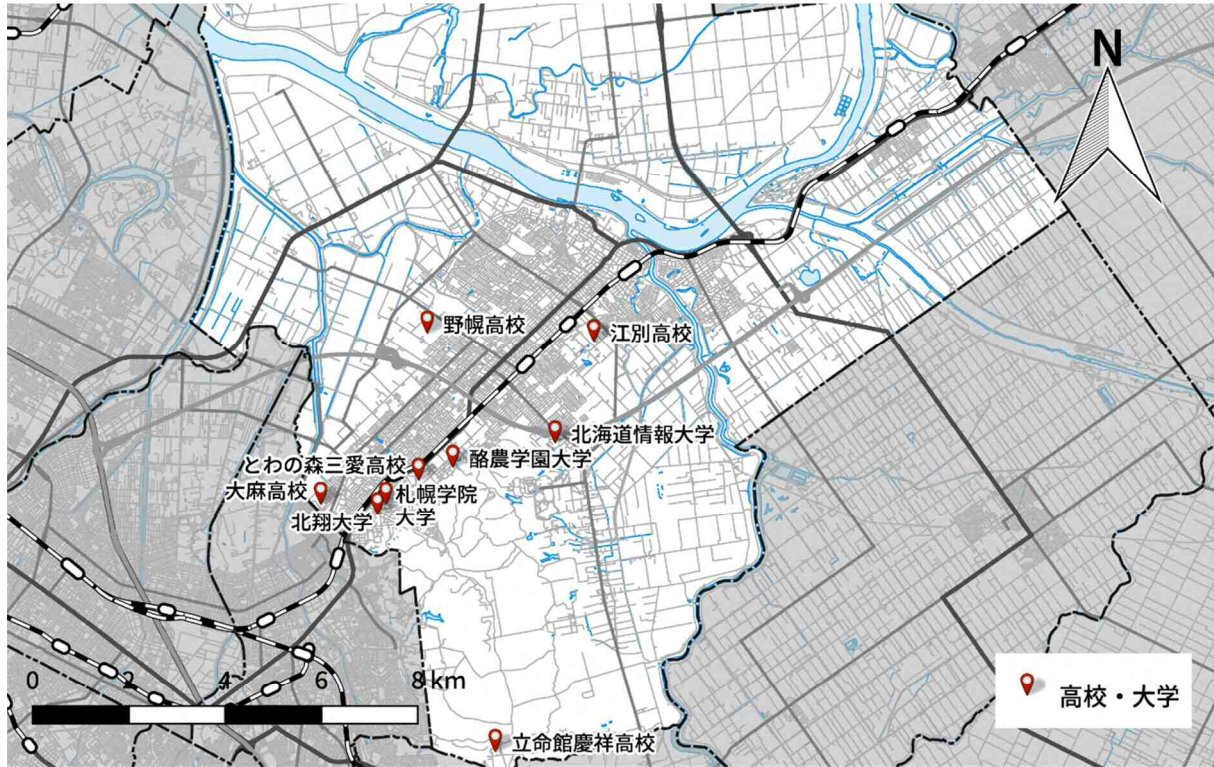 N
野幌高校
江別高校
北海道情報大学
酪農学園大学
とわの森三愛高校
大麻高校
札幌学院
大学
北翔大学
0 2 4 6 8 km
高校・大学
立命館慶祥高校